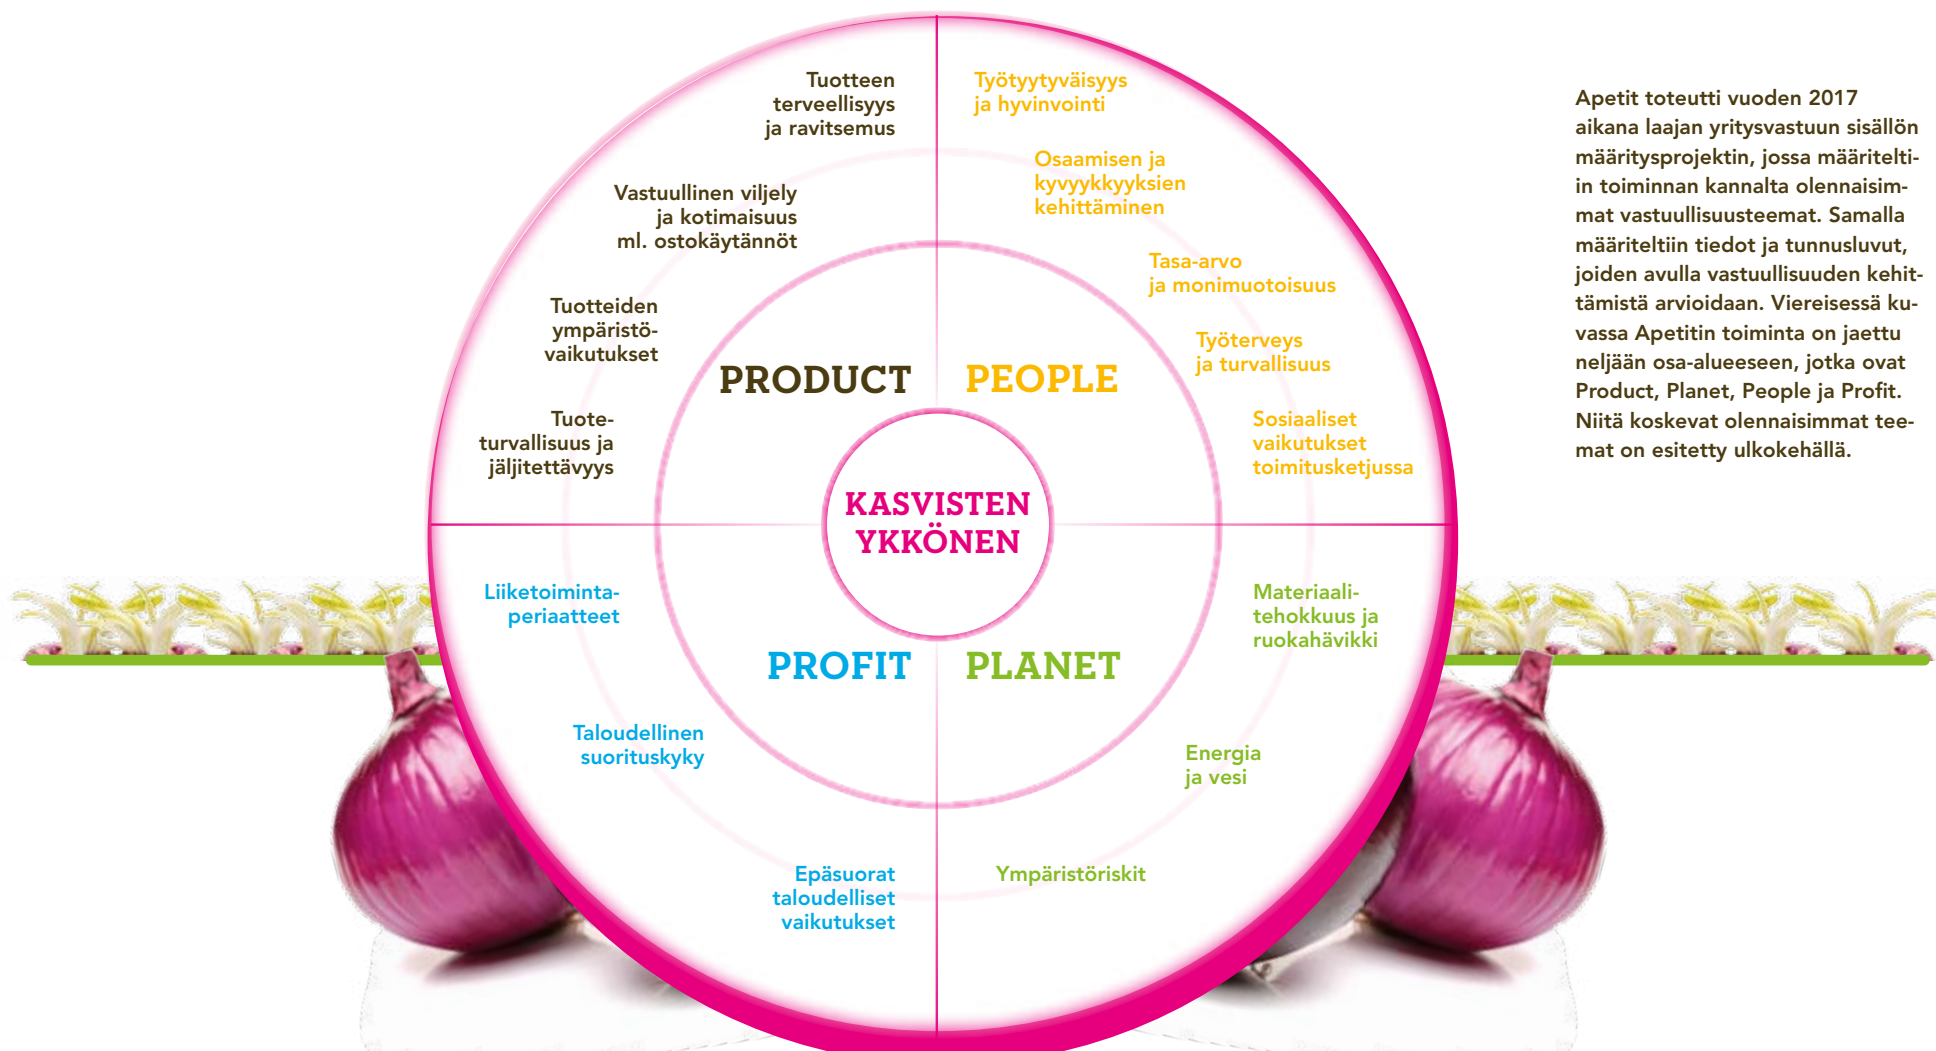 Tuotteen
terveellisyys
ja ravitsemus
Vastuullinen viljely
ja kotimaisuus
ml. ostokäytännöt
Tuotteiden
ympäristö-
vaikutukset
Tuote-
turvallisuus ja
jäljitettävyys
PRODUCT
Työtyytyväisyys
ja hyvinvointi
Osaamisen ja
kyvyykkyyksien
kehittäminen
Tasa-arvo
ja monimuotoisuus
Työterveys
ja turvallisuus
Sosiaaliset
vaikutukset
toimitusketjussa
PEOPLE
KASVISTEN
YKKÖNEN
Liiketoiminta-
periaatteet
Taloudellinen
suorituskyky
Epäsuorat
taloudelliset
vaikutukset
PROFIT
PLANET
Materiaali-
tehokkuus ja
ruokahävikki
Energia
ja vesi
Ympäristöriskit
Apetit toteutti vuoden 2017
aikana laajan yritysvastuun sisällön
määritysprojektin, jossa määritelti-
in toiminnan kannalta olennaisim-
mat vastuullisuusteemat. Samalla
määriteltiin tiedot ja tunnusluvut,
joiden avulla vastuullisuuden kehit-
tämistä arvioidaan. Viereisessä ku-
vassa Apetitin toiminta on jaettu
neljään osa-alueeseen, jotka ovat
Product, Planet, People ja Profit.
Niitä koskevat olennaisimmat tee-
mat on esitetty ulkokehällä.